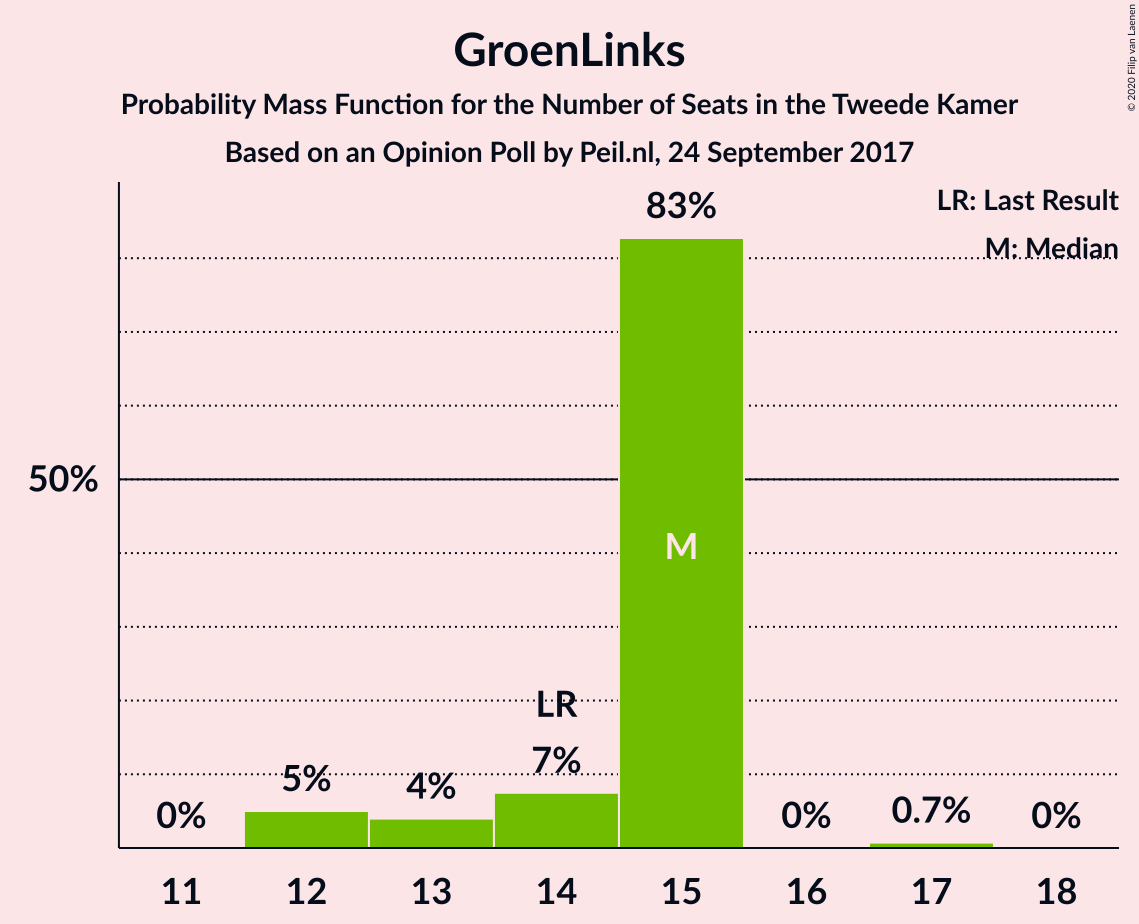 GroenLinks
Probability Mass Function for the Number of Seats in the Tweede Kamer
Based on an Opinion Poll by Peil.nl, 24 September 2017
© 2020 Filip van Laenen
LR: Last Result
M: Median
83%
50%
M
LR
7%
5%
4%
0%
0%
0.7%
0%
11 12 13 14 15 16 17 18